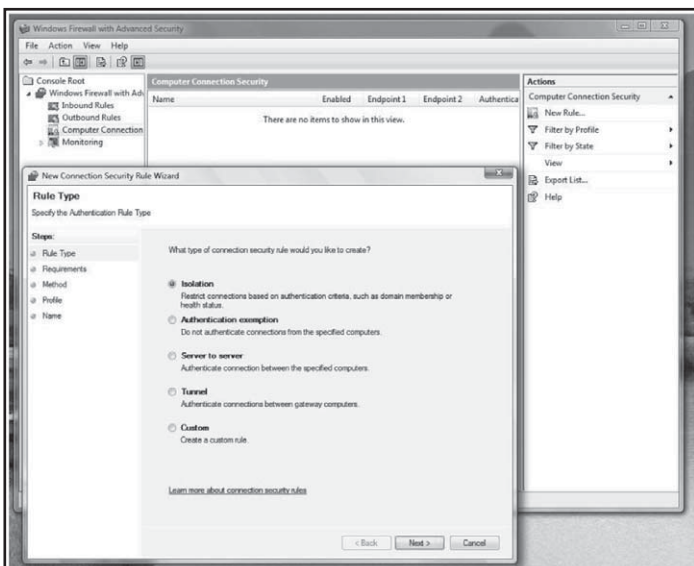 Windows Firewall with Advanced Security
File Action View Help
Console Root
Windows Firewall with Adv
Inbound Rules
Outbound Rules
Computer Connection
Monitoring
Computer Connection Security
Name Enabled Endpoint 1 Endpoint 2 Authentica
There are no items to show in this view.
Actions
Computer Connection Security
New Rule...
Filter by Profile
Filter by State
View
Export List...
Help
New Connection Security Rule Wizard
Rule Type
Specify the Authentication Rule Type
Steps:
Rule Type
Requirements
Method
Profile
Name
What type of connection security rule would you like to create?
Isolation
Restrict connections based on authentication criteria, such as domain membership or
health status.
Authentication exemption
Do not authenticate connections from the specified computers.
Server to server
Authenticate connection between the specified computers.
Tunnel
Authenticate connections between gateway computers.
Custom
Create a custom rule.
Learn more about connection security rules
< Back Next > Cancel